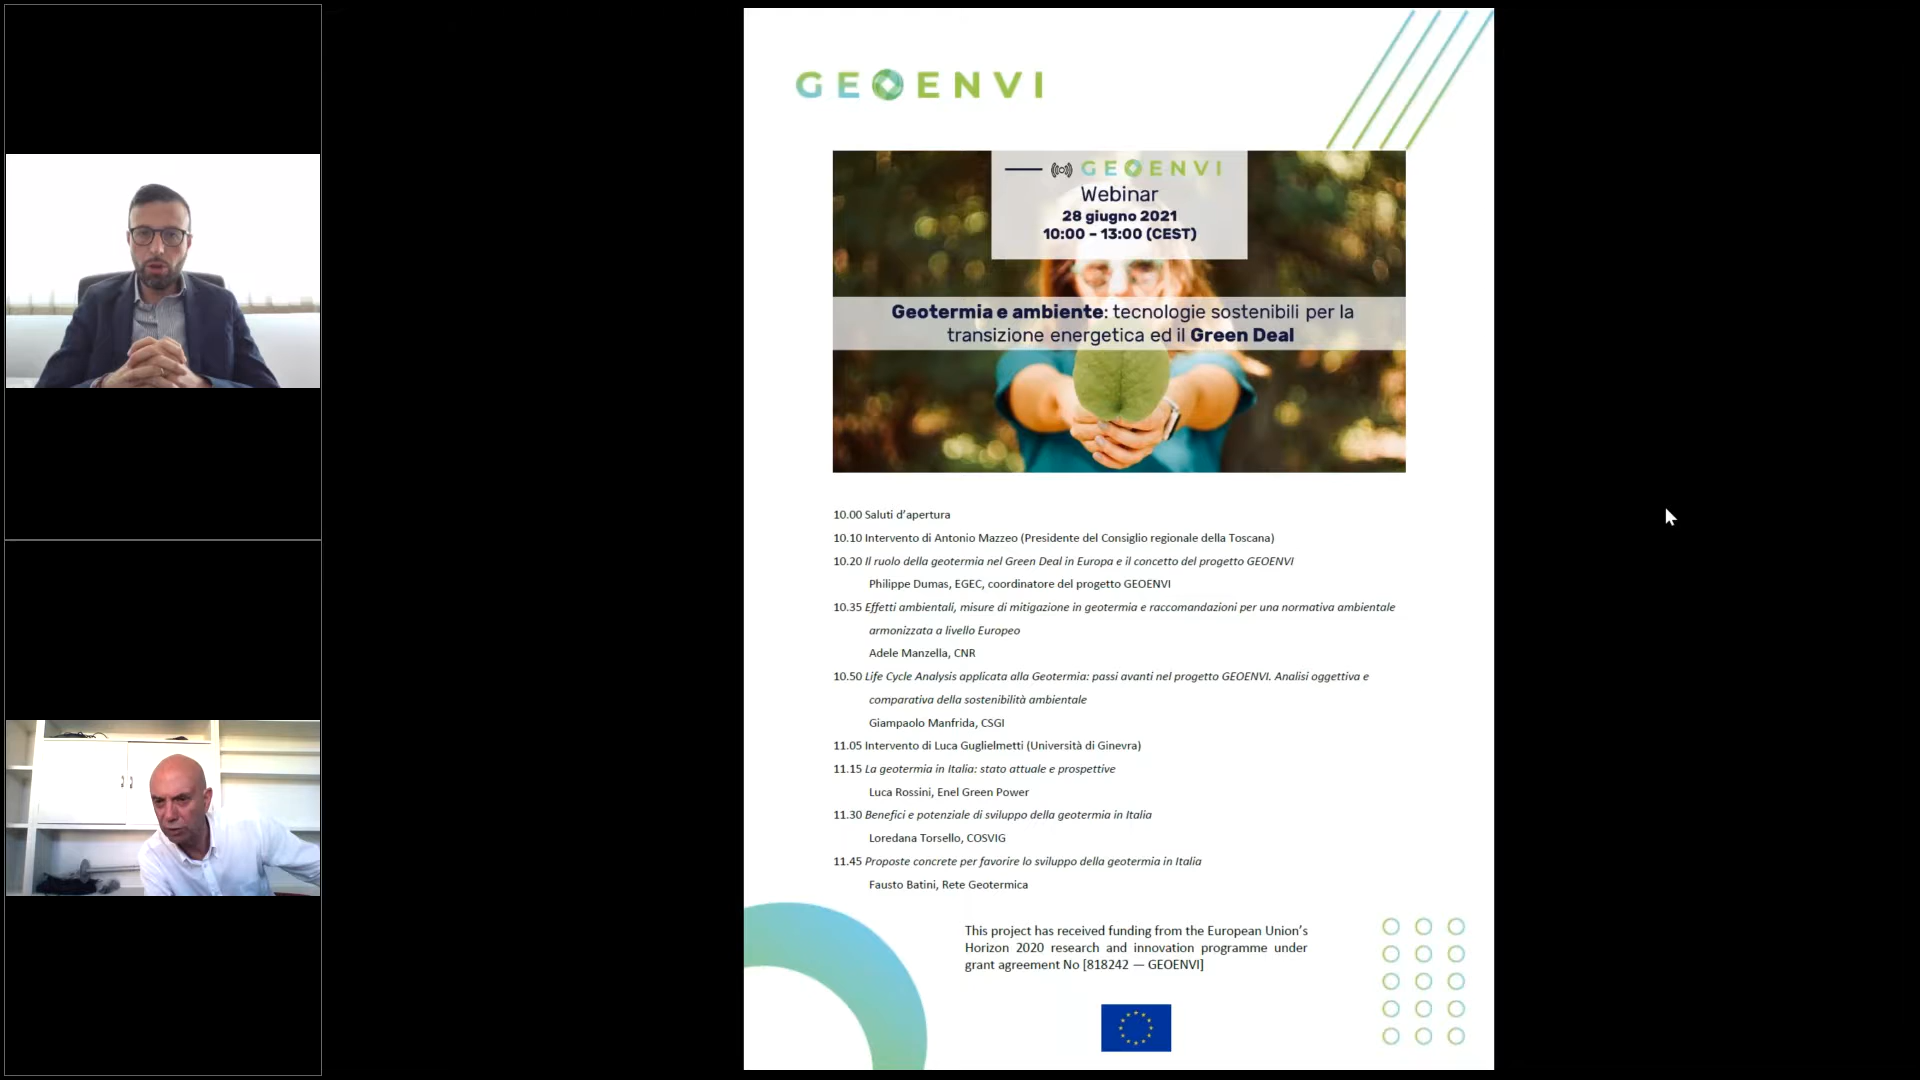 GEOENVI
GEOENVI
Webinar
28 giugno 2021
10:00 – 13:00 (CEST)
Geotermia e ambiente: tecnologie sostenibili per la
transizione energetica ed il Green Deal
10.00 Saluti d’apertura
10.10 Intervento di Antonio Mazzeo (Presidente del Consiglio regionale della Toscana)
10.20 Il ruolo della geotermia nel Green Deal in Europa e il concetto del progetto GEOENVI
Philippe Dumas, EGEC, coordinatore del progetto GEOENVI
10.35 Effetti ambientali, misure di mitigazione in geotermia e raccomandazioni per una normativa ambientale
armonizzata a livello Europeo
Adele Manzella, CNR
10.50 Life Cycle Analysis applicata alla Geotermia: passi avanti nel progetto GEOENVI. Analisi oggettiva e
comparativa della sostenibilità ambientale
Giampaolo Manfrida, CSGI
11.05 Intervento di Luca Guglielmetti (Università di Ginevra)
11.15 La geotermia in Italia: stato attuale e prospettive
Luca Rossini, Enel Green Power
11.30 Benefici e potenziale di sviluppo della geotermia in Italia
Loredana Torsello, COSVIG
11.45 Proposte concrete per favorire lo sviluppo della geotermia in Italia
Fausto Batini, Rete Geotermica
This project has received funding from the European Union’s
Horizon 2020 research and innovation programme under
grant agreement No [818242 — GEOENVI]